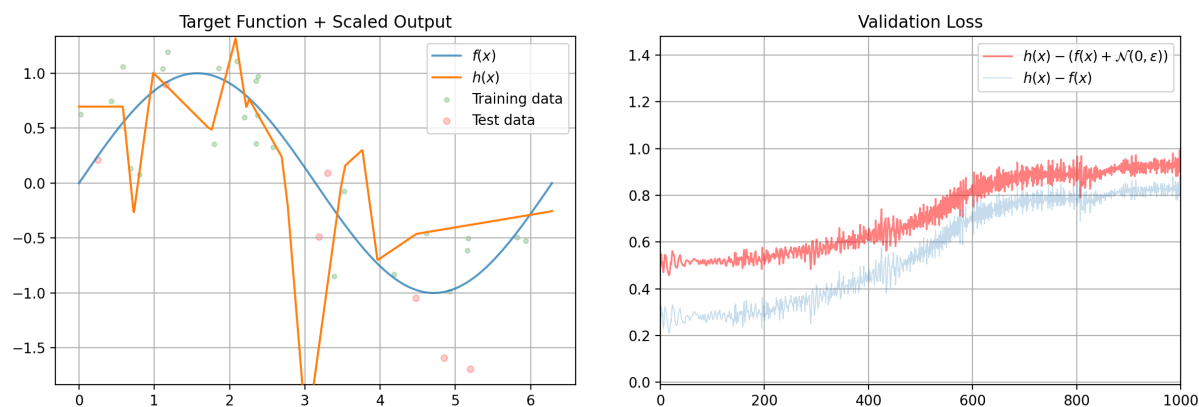 Target Function + Scaled Output
f(x)
h(x)
Training data
Test data
1.0
0.5
0.0
−0.5
−1.0
−1.5
0 1 2 3 4 5 6
Validation Loss
h(x) − (f(x) + 𝒩(0, ε))
h(x) − f(x)
1.4
1.2
1.0
0.8
0.6
0.4
0.2
0.0
0 200 400 600 800 1000